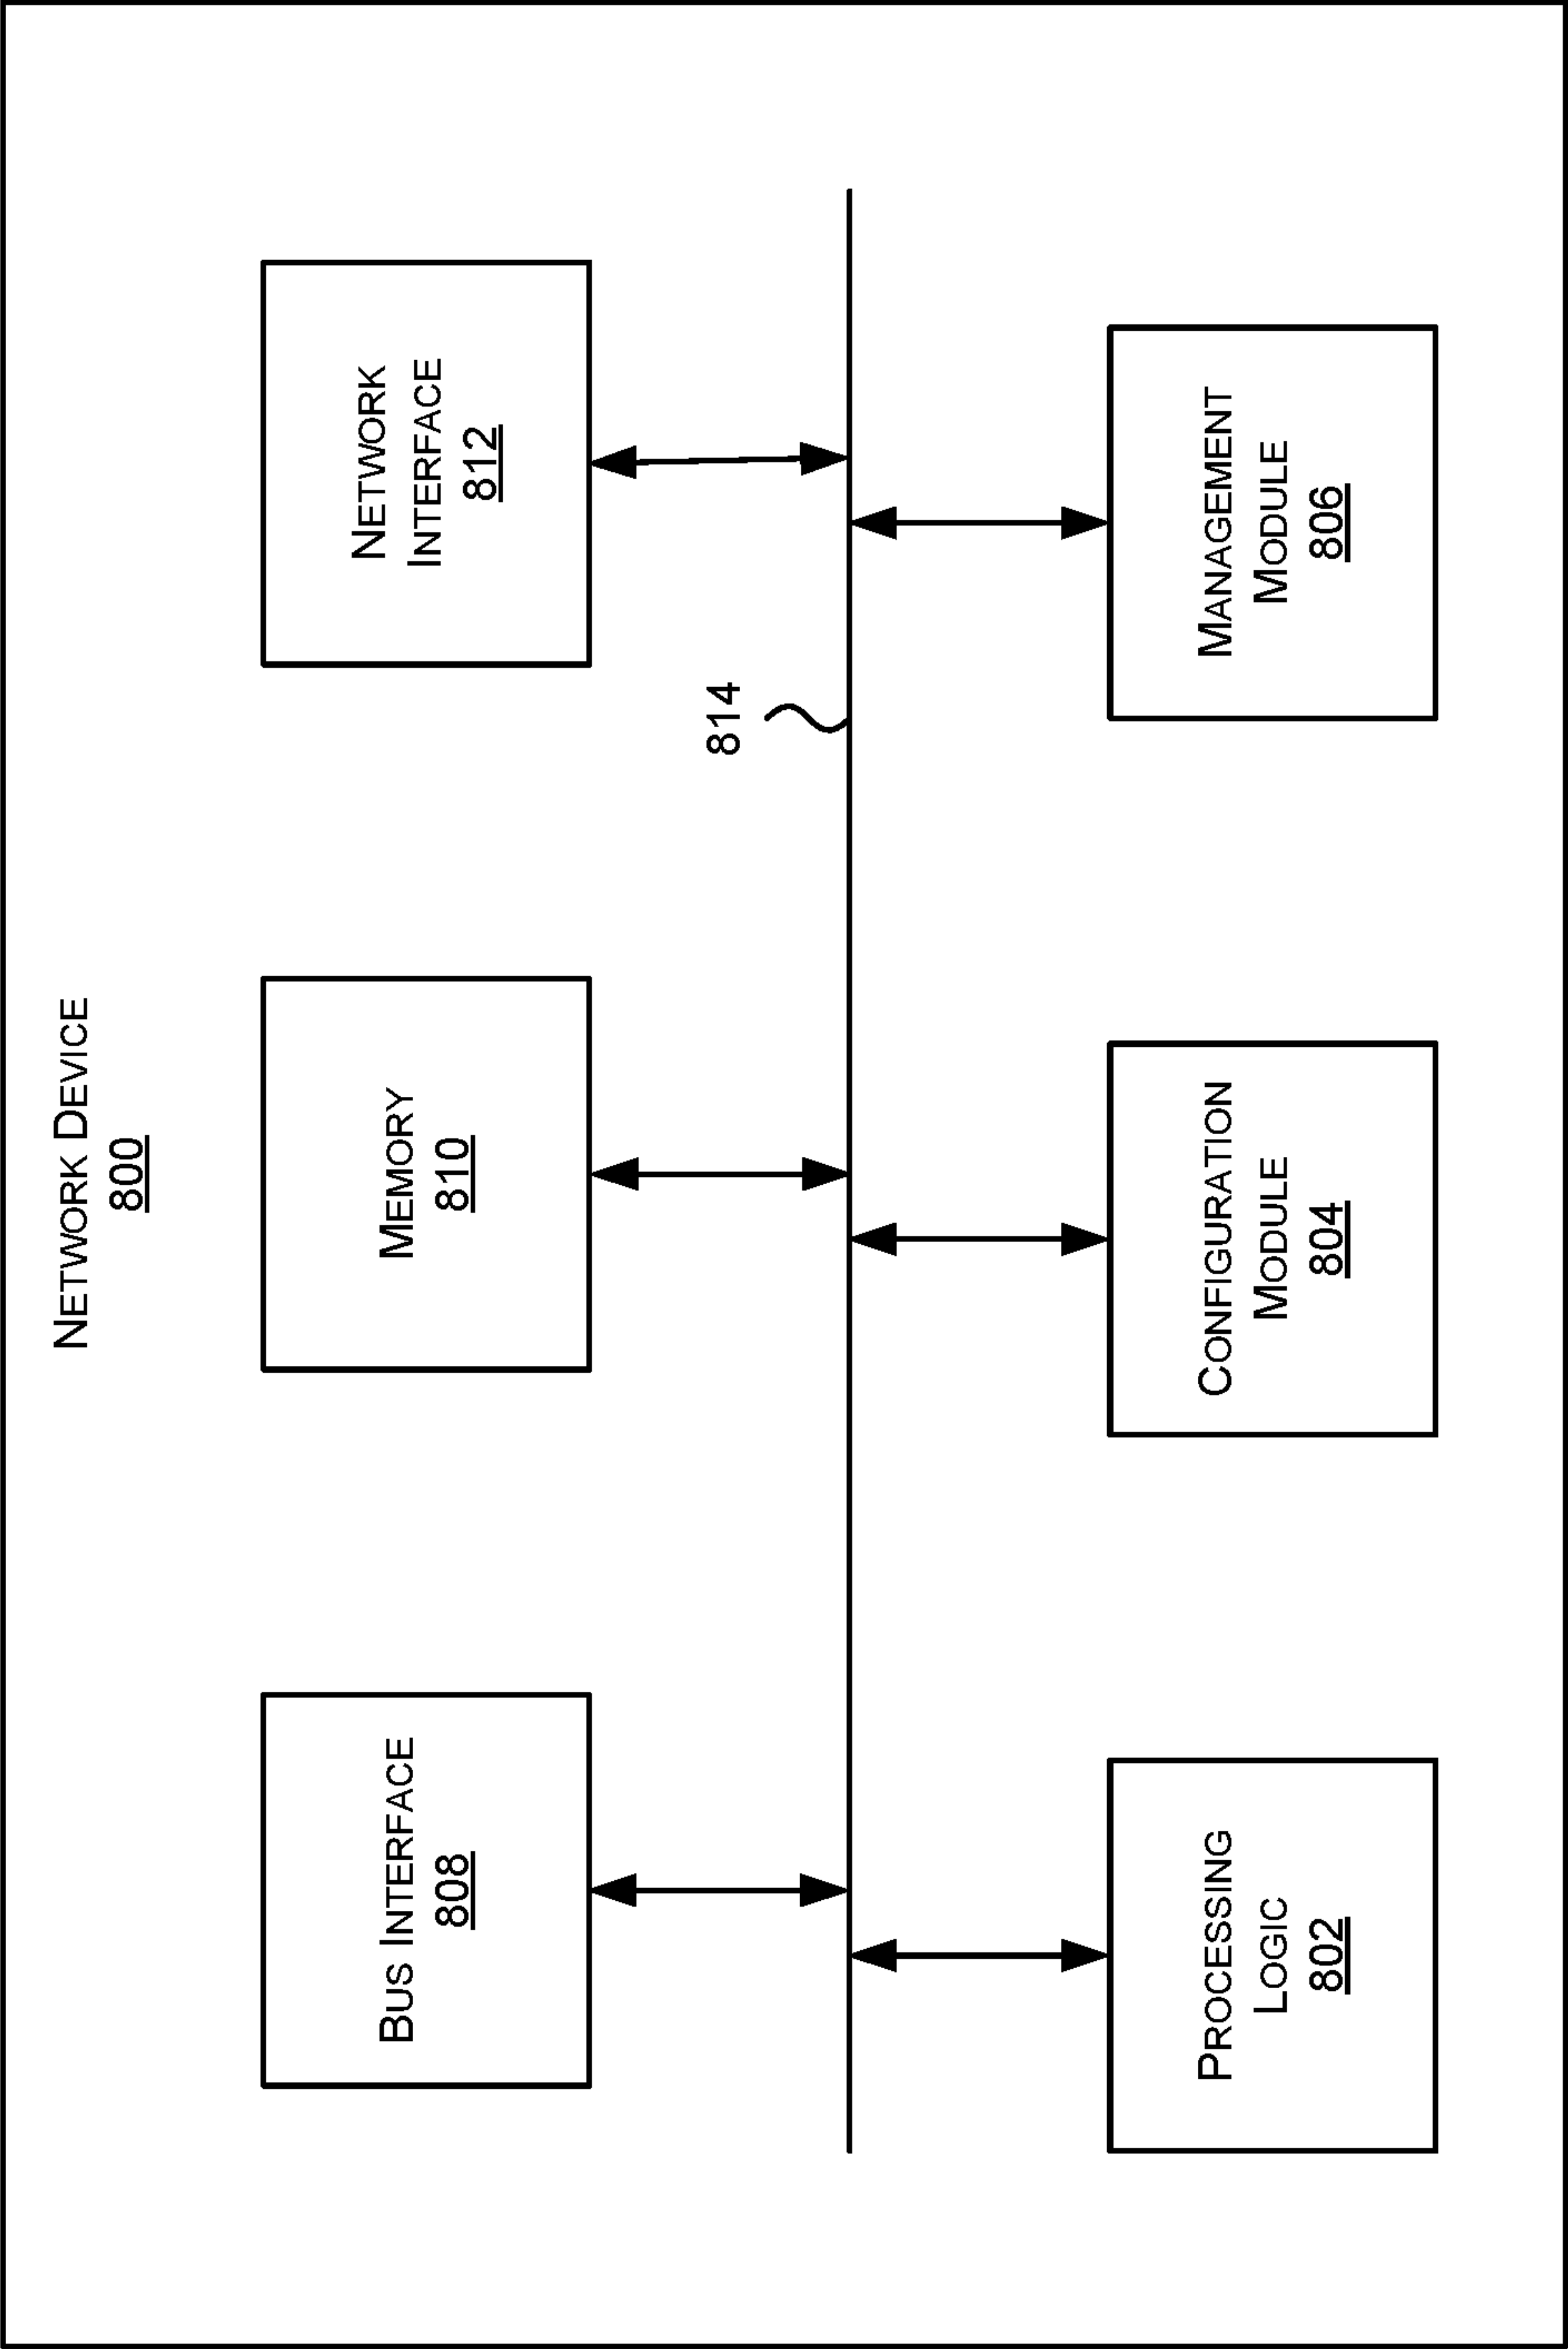 NETWORK DEVICE
800
BUS INTERFACE
808
MEMORY
810
NETWORK
INTERFACE
812
814
PROCESSING
LOGIC
802
CONFIGURATION
MODULE
804
MANAGEMENT
MODULE
806